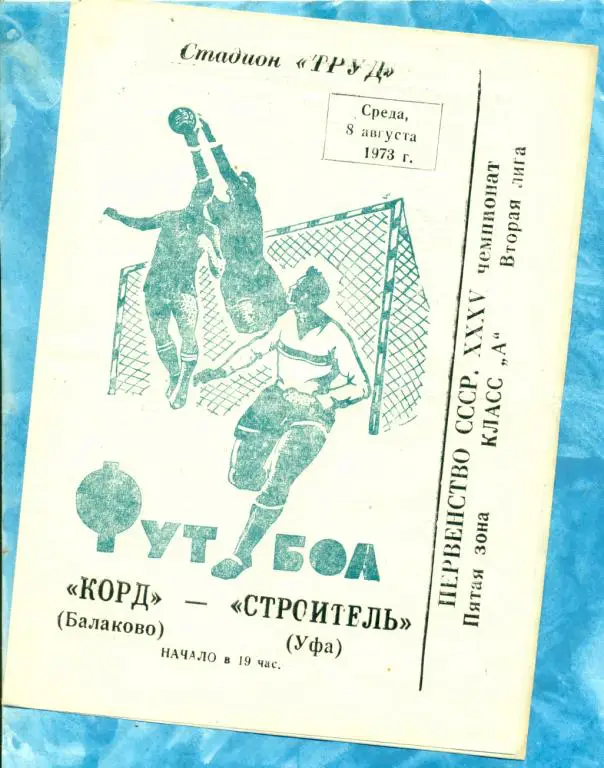 Стадион «ТРУД»
Среда,
8 августа
1973 г.
ПЕРВЕНСТВО СССР. XXXV чемпионат
Пятая зона КЛАСС „А“ Вторая лига
ФУТБОЛ
«КОРД» — «СТРОИТЕЛЬ»
(Балаково) (Уфа)
НАЧАЛО в 19 час.